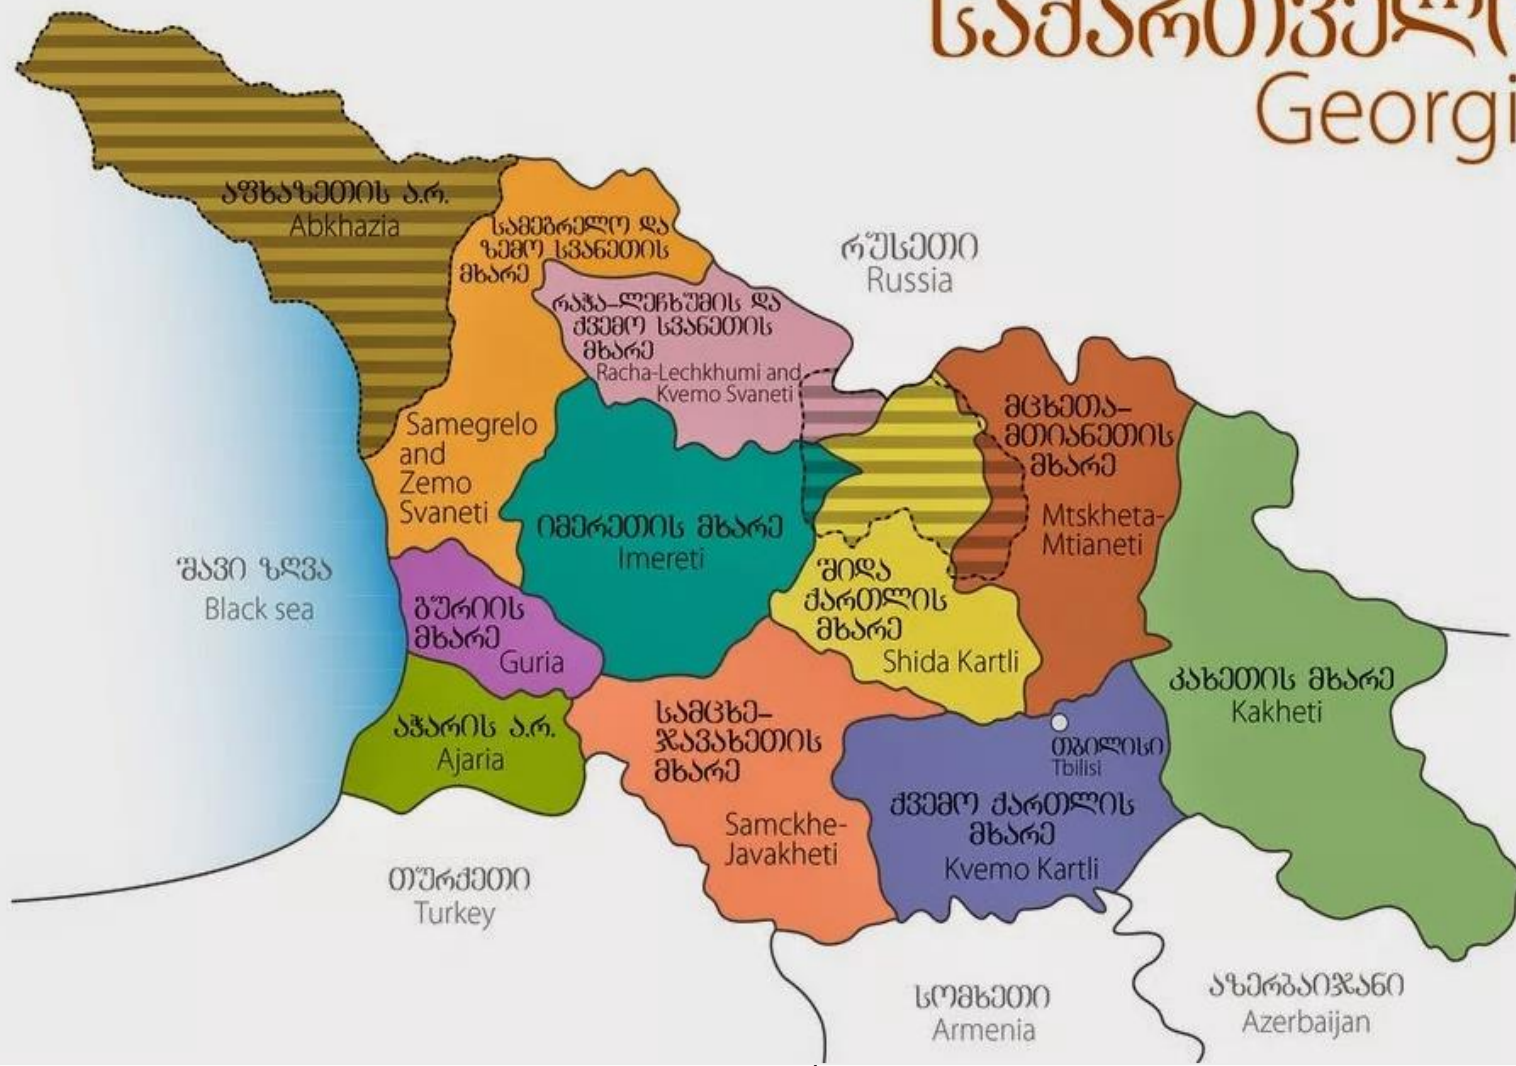 საქართველო
Georgi
აფხაზეთის ა.რ.
Abkhazia
სამეგრელო და
ზემო სვანეთის
მხარე
რუსეთი
Russia
რაჭა-ლეჩხუმის და
ქვემო სვანეთის
მხარე
Racha-Lechkhumi and
Kvemo Svaneti
მცხეთა-
მთიანეთის
მხარე
Mtskheta-
Mtianeti
Samegrelo
and
Zemo
Svaneti
იმერეთის მხარე
Imereti
შავი ზღვა
Black sea
შიდა
ქართლის
მხარე
Shida Kartli
გურიის
მხარე
Guria
კახეთის მხარე
Kakheti
აჭარის ა.რ.
Ajaria
სამცხე-
ჯავახეთის
მხარე
Samckhe-
Javakheti
თბილისი
Tbilisi
ქვემო ქართლის
მხარე
Kvemo Kartli
თურქეთი
Turkey
სომხეთი
Armenia
აზერბაიჯანი
Azerbaijan